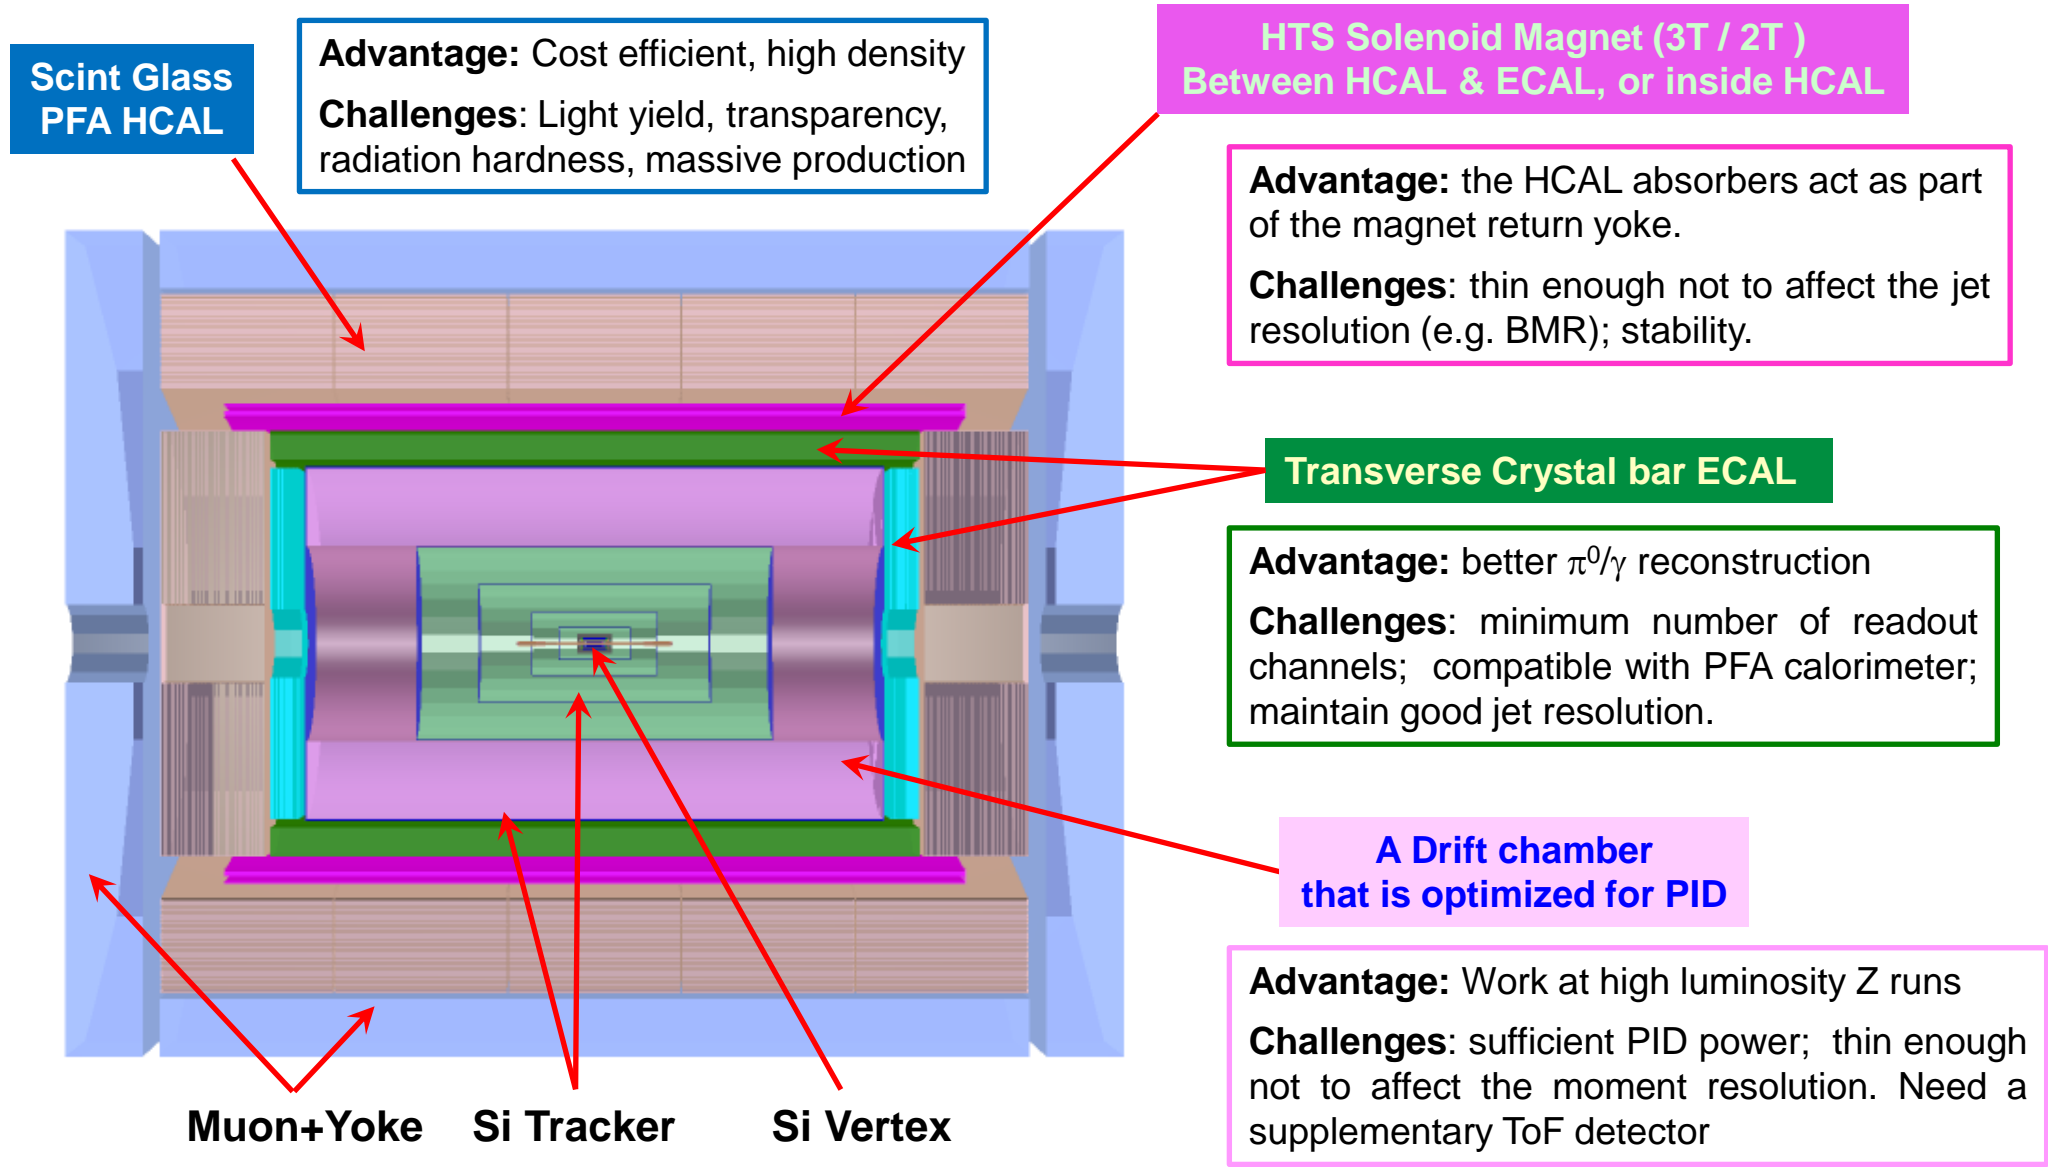 Scint Glass
PFA HCAL
Advantage: Cost efficient, high density
Challenges: Light yield, transparency,
radiation hardness, massive production
HTS Solenoid Magnet (3T / 2T )
Between HCAL & ECAL, or inside HCAL
Advantage: the HCAL absorbers act as part
of the magnet return yoke.
Challenges: thin enough not to affect the jet
resolution (e.g. BMR); stability.
Transverse Crystal bar ECAL
Advantage: better π⁰/γ reconstruction
Challenges: minimum number of readout
channels; compatible with PFA calorimeter;
maintain good jet resolution.
A Drift chamber
that is optimized for PID
Advantage: Work at high luminosity Z runs
Challenges: sufficient PID power; thin enough
not to affect the moment resolution. Need a
supplementary ToF detector
Muon+Yoke
Si Tracker
Si Vertex